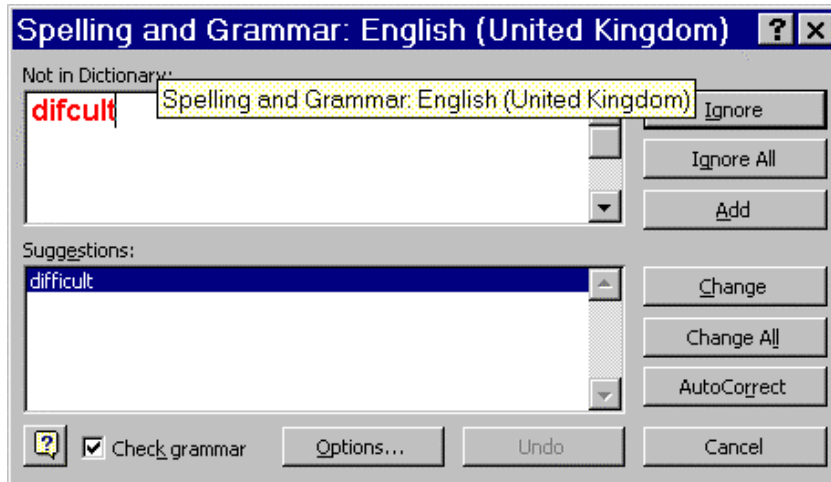 Spelling and Grammar: English (United Kingdom)
Not in Dictionary:
difcult
Spelling and Grammar: English (United Kingdom)
Ignore
Ignore All
Add
Suggestions:
difficult
Change
Change All
AutoCorrect
Check grammar
Options...
Undo
Cancel